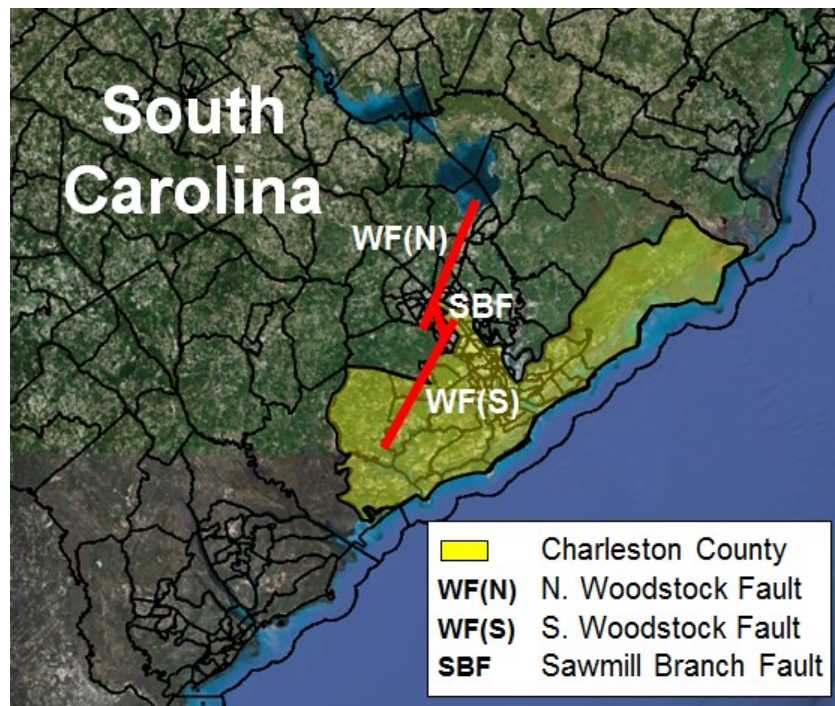 South
Carolina
WF(N)
SBF
WF(S)
Charleston County
WF(N) N. Woodstock Fault
WF(S) S. Woodstock Fault
SBF Sawmill Branch Fault